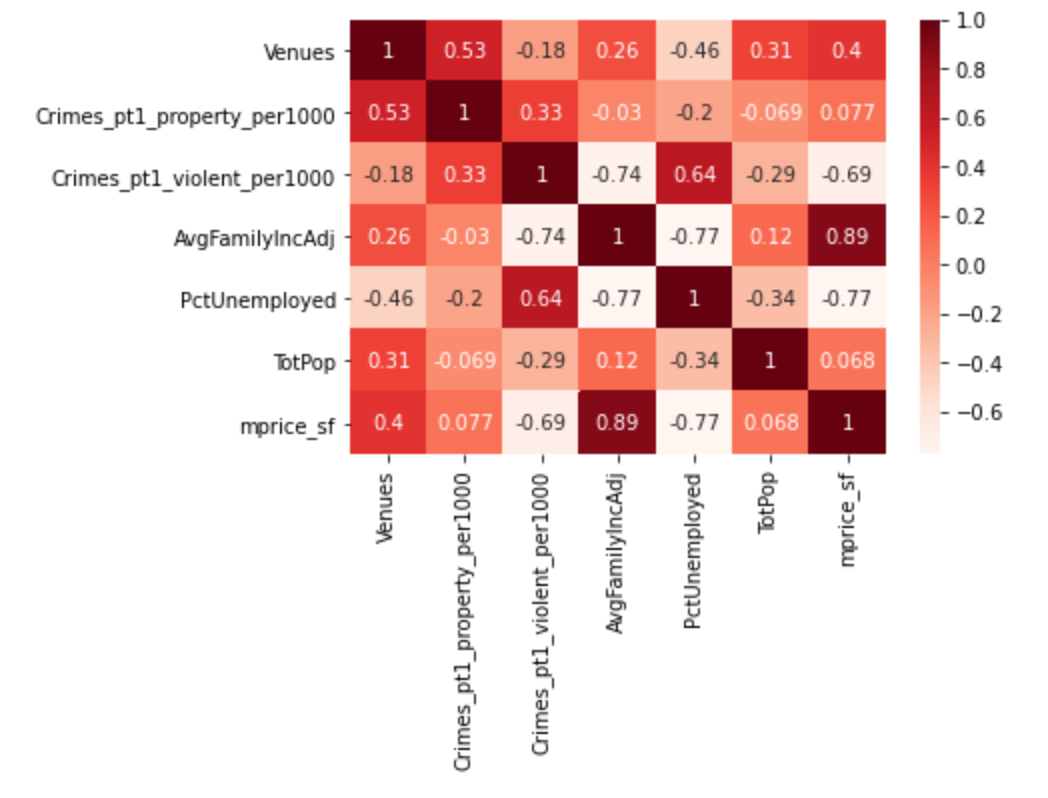 Venues 1 0.53 -0.18 0.26 -0.46 0.31 0.4
Crimes_pt1_property_per1000 0.53 1 0.33 -0.03 -0.2 -0.069 0.077
Crimes_pt1_violent_per1000 -0.18 0.33 1 -0.74 0.64 -0.29 -0.69
AvgFamilyIncAdj 0.26 -0.03 -0.74 1 -0.77 0.12 0.89
PctUnemployed -0.46 -0.2 0.64 -0.77 1 -0.34 -0.77
TotPop 0.31 -0.069 -0.29 0.12 -0.34 1 0.068
mprice_sf 0.4 0.077 -0.69 0.89 -0.77 0.068 1
Venues
Crimes_pt1_property_per1000
Crimes_pt1_violent_per1000
AvgFamilyIncAdj
PctUnemployed
TotPop
mprice_sf
1.0
0.8
0.6
0.4
0.2
0.0
−0.2
−0.4
−0.6